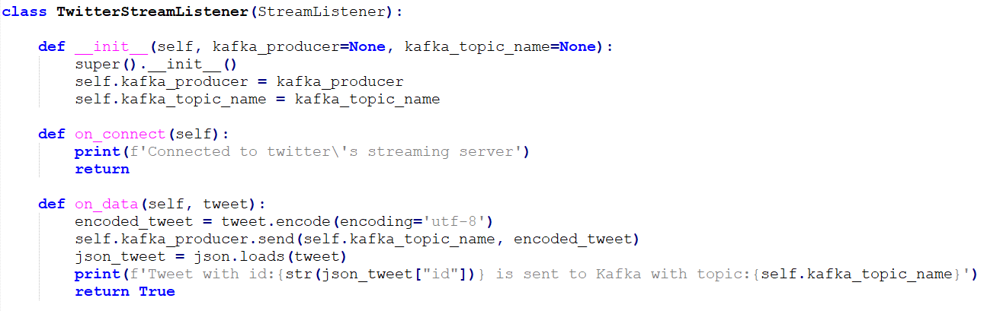 class TwitterStreamListener(StreamListener):
    def __init__(self, kafka_producer=None, kafka_topic_name=None):
        super().__init__()
        self.kafka_producer = kafka_producer
        self.kafka_topic_name = kafka_topic_name
    def on_connect(self):
        print(f'Connected to twitter\'s streaming server')
        return
    def on_data(self, tweet):
        encoded_tweet = tweet.encode(encoding='utf-8')
        self.kafka_producer.send(self.kafka_topic_name, encoded_tweet)
        json_tweet = json.loads(tweet)
        print(f'Tweet with id:{str(json_tweet["id"])} is sent to Kafka with topic:{self.kafka_topic_name}')
        return True